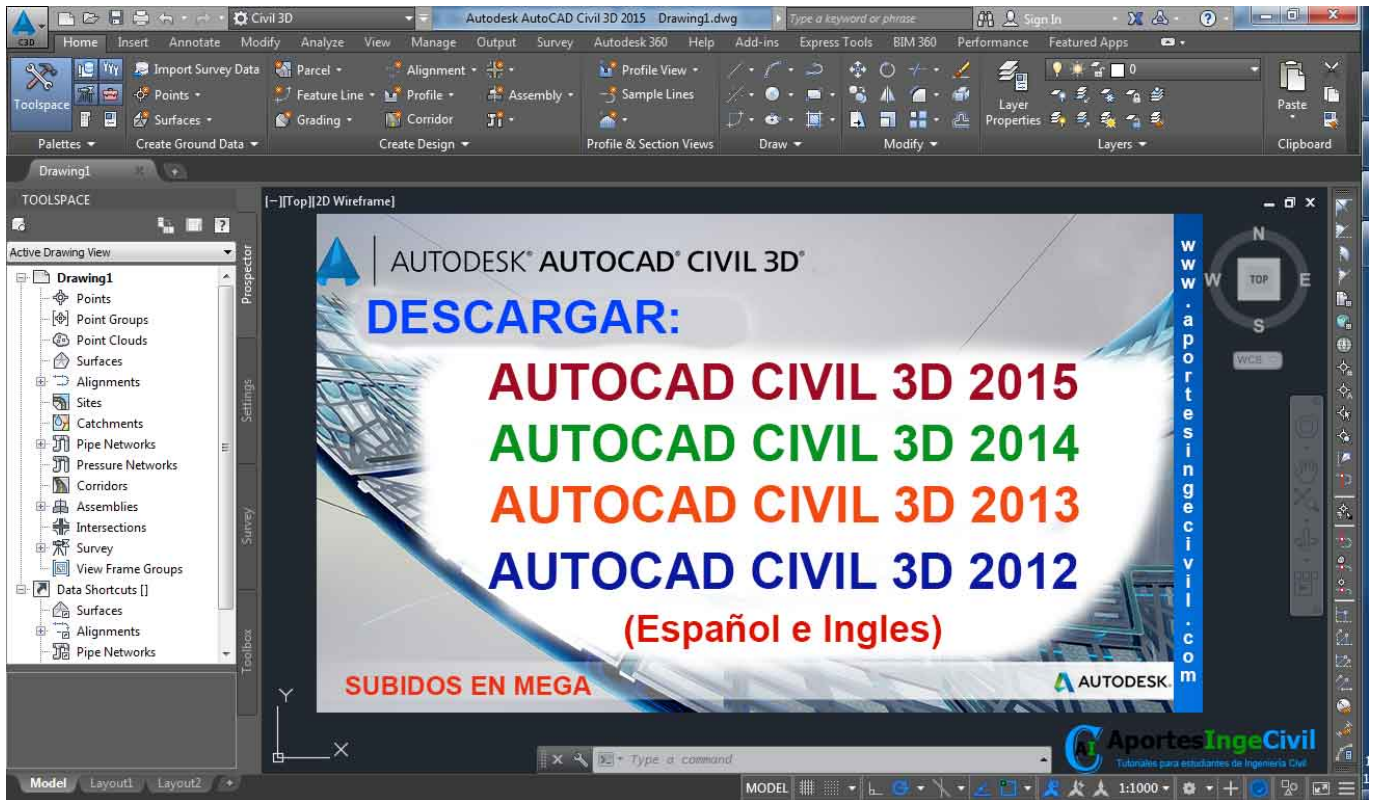 Civil 3D
Autodesk AutoCAD Civil 3D 2015 Drawing1.dwg
Type a keyword or phrase
Sign In
C3D
Home Insert Annotate Modify Analyze View Manage Output Survey Autodesk 360 Help Add-ins Express Tools BIM 360 Performance Featured Apps
Toolspace
Import Survey Data
Points
Surfaces
Parcel
Feature Line
Grading
Alignment
Profile
Corridor
Assembly
Profile View
Sample Lines
Layer
Properties
0
Paste
Palettes
Create Ground Data
Create Design
Profile & Section Views
Draw
Modify
Layers
Clipboard
Drawing1
TOOLSPACE
Active Drawing View
Drawing1
Points
Point Groups
Point Clouds
Surfaces
Alignments
Sites
Catchments
Pipe Networks
Pressure Networks
Corridors
Assemblies
Intersections
Survey
View Frame Groups
Data Shortcuts []
Surfaces
Alignments
Pipe Networks
Prospector
Settings
Survey
Toolbox
[−][Top][2D Wireframe]
AUTODESK® AUTOCAD® CIVIL 3D®
DESCARGAR:
AUTOCAD CIVIL 3D 2015
AUTOCAD CIVIL 3D 2014
AUTOCAD CIVIL 3D 2013
AUTOCAD CIVIL 3D 2012
(Español e Ingles)
SUBIDOS EN MEGA
AUTODESK.
www.aportesingecivil.com
N
W
TOP
E
S
WCS
Y
X
Type a command
AI
AportesIngeCivil
Tutoriales para estudiantes de Ingeniería Civil
Model Layout1 Layout2
MODEL
1:1000